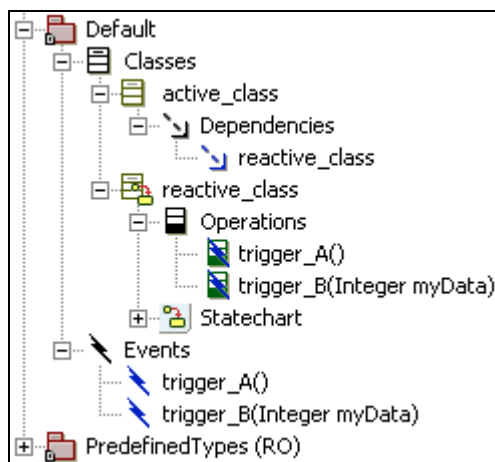 Default
Classes
active_class
Dependencies
reactive_class
reactive_class
Operations
trigger_A()
trigger_B(Integer myData)
Statechart
Events
trigger_A()
trigger_B(Integer myData)
PredefinedTypes (RO)